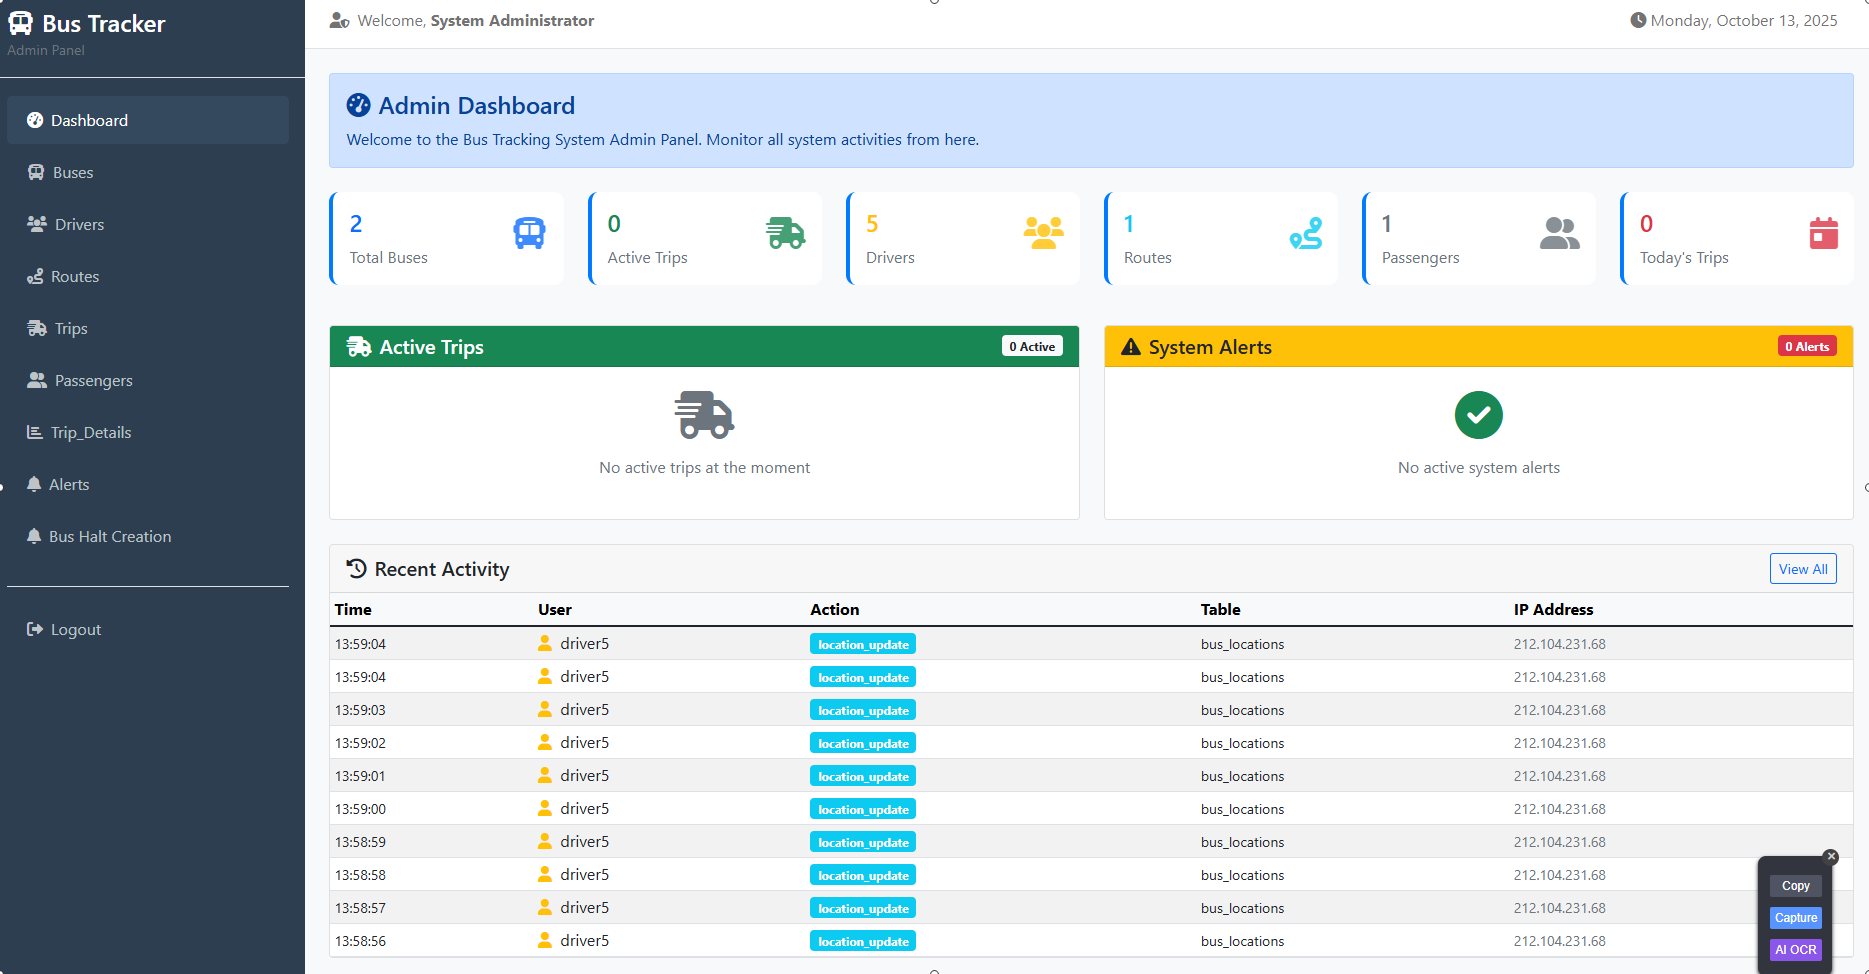 Bus Tracker
Admin Panel
Dashboard
Buses
Drivers
Routes
Trips
Passengers
Trip_Details
Alerts
Bus Halt Creation
Logout
Welcome, System Administrator
Monday, October 13, 2025
Admin Dashboard
Welcome to the Bus Tracking System Admin Panel. Monitor all system activities from here.
2
Total Buses
0
Active Trips
5
Drivers
1
Routes
1
Passengers
0
Today's Trips
Active Trips 0 Active
No active trips at the moment
System Alerts 0 Alerts
No active system alerts
Recent Activity View All
Time User Action Table IP Address
13:59:04 driver5 location_update bus_locations 212.104.231.68
13:59:04 driver5 location_update bus_locations 212.104.231.68
13:59:03 driver5 location_update bus_locations 212.104.231.68
13:59:02 driver5 location_update bus_locations 212.104.231.68
13:59:01 driver5 location_update bus_locations 212.104.231.68
13:59:00 driver5 location_update bus_locations 212.104.231.68
13:58:59 driver5 location_update bus_locations 212.104.231.68
13:58:58 driver5 location_update bus_locations 212.104.231.68
13:58:57 driver5 location_update bus_locations 212.104.231.68
13:58:56 driver5 location_update bus_locations 212.104.231.68
Copy
Capture
AI OCR